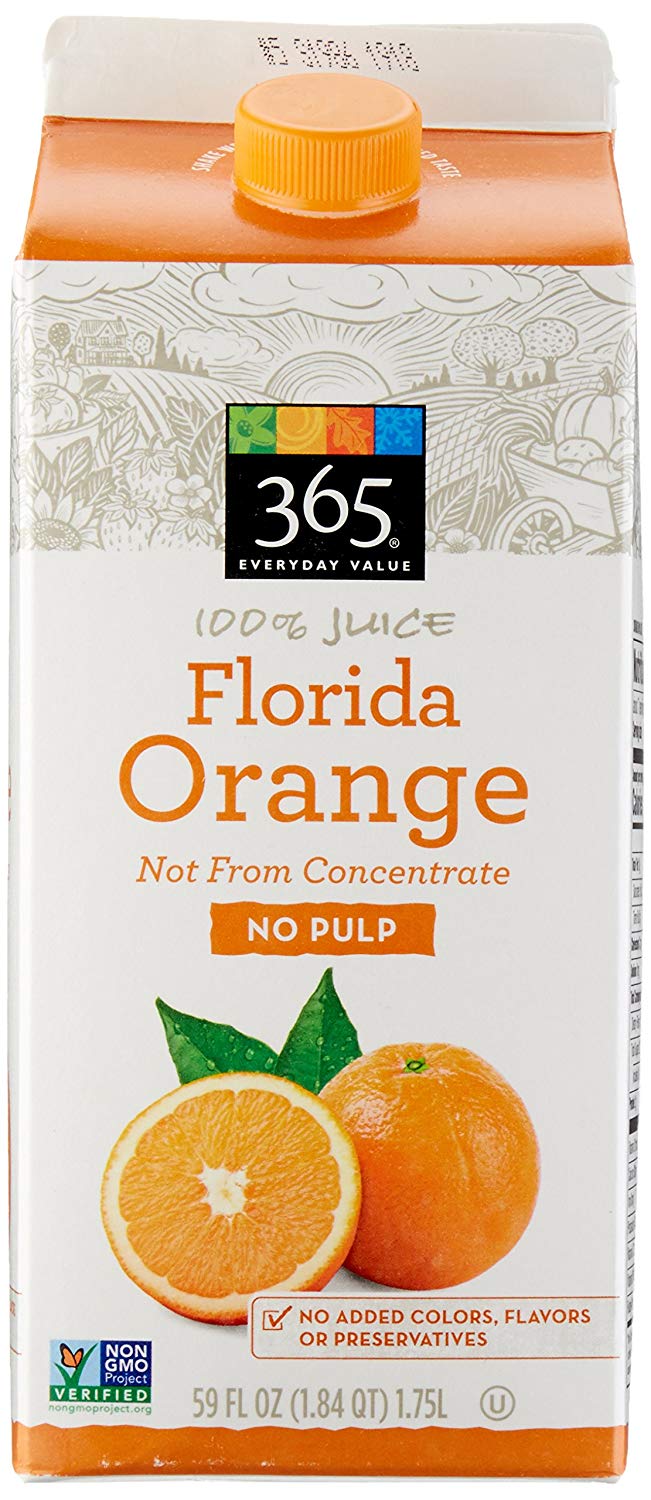 365®
EVERYDAY VALUE
100% JUICE
Florida
Orange
Not From Concentrate
NO PULP
NO ADDED COLORS, FLAVORS
OR PRESERVATIVES
NON
GMO
Project
VERIFIED
nongmoproject.org
59 FL OZ (1.84 QT) 1.75L
U